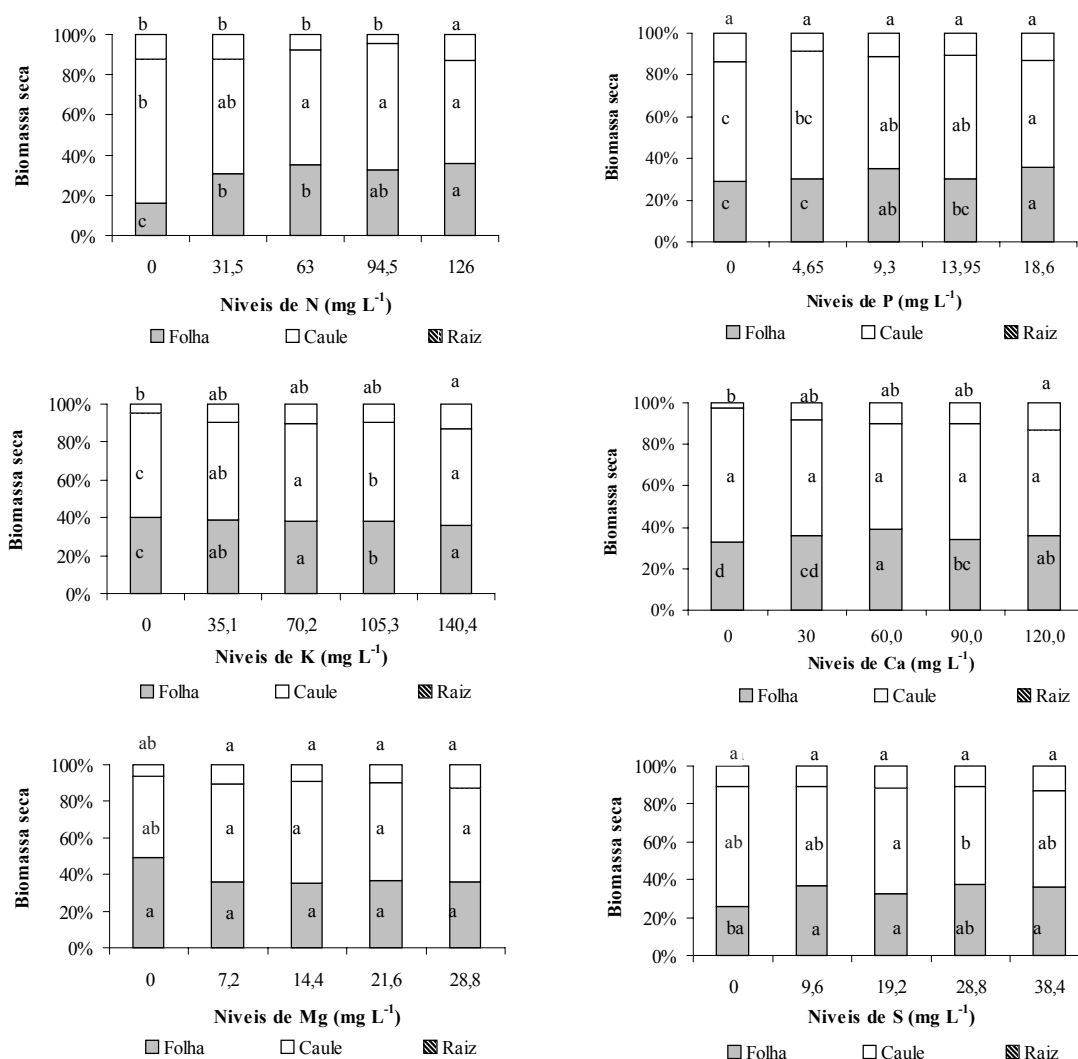 b b b b a
100%
80%
60%
40%
20%
0%
Biomassa seca
b ab a a a
c b b ab a
0 31,5 63 94,5 126
Niveis de N (mg L-1)
Folha Caule Raiz
a a a a a
100%
80%
60%
40%
20%
0%
Biomassa seca
c bc ab ab a
c c ab bc a
0 4,65 9,3 13,95 18,6
Niveis de P (mg L-1)
Folha Caule Raiz
b ab ab ab a
100%
80%
60%
40%
20%
0%
Biomassa seca
c ab a b a
c ab a b a
0 35,1 70,2 105,3 140,4
Niveis de K (mg L-1)
Folha Caule Raiz
b ab ab ab a
100%
80%
60%
40%
20%
0%
Biomassa seca
a a a a a
d cd a bc ab
0 30 60,0 90,0 120,0
Niveis de Ca (mg L-1)
Folha Caule Raiz
ab a a a a
100%
80%
60%
40%
20%
0%
Biomassa seca
ab a a a a
a a a a a
0 7,2 14,4 21,6 28,8
Niveis de Mg (mg L-1)
Folha Caule Raiz
a a a a a
100%
80%
60%
40%
20%
0%
Biomassa seca
ab ab a b ab
ba a a ab a
0 9,6 19,2 28,8 38,4
Niveis de S (mg L-1)
Folha Caule Raiz